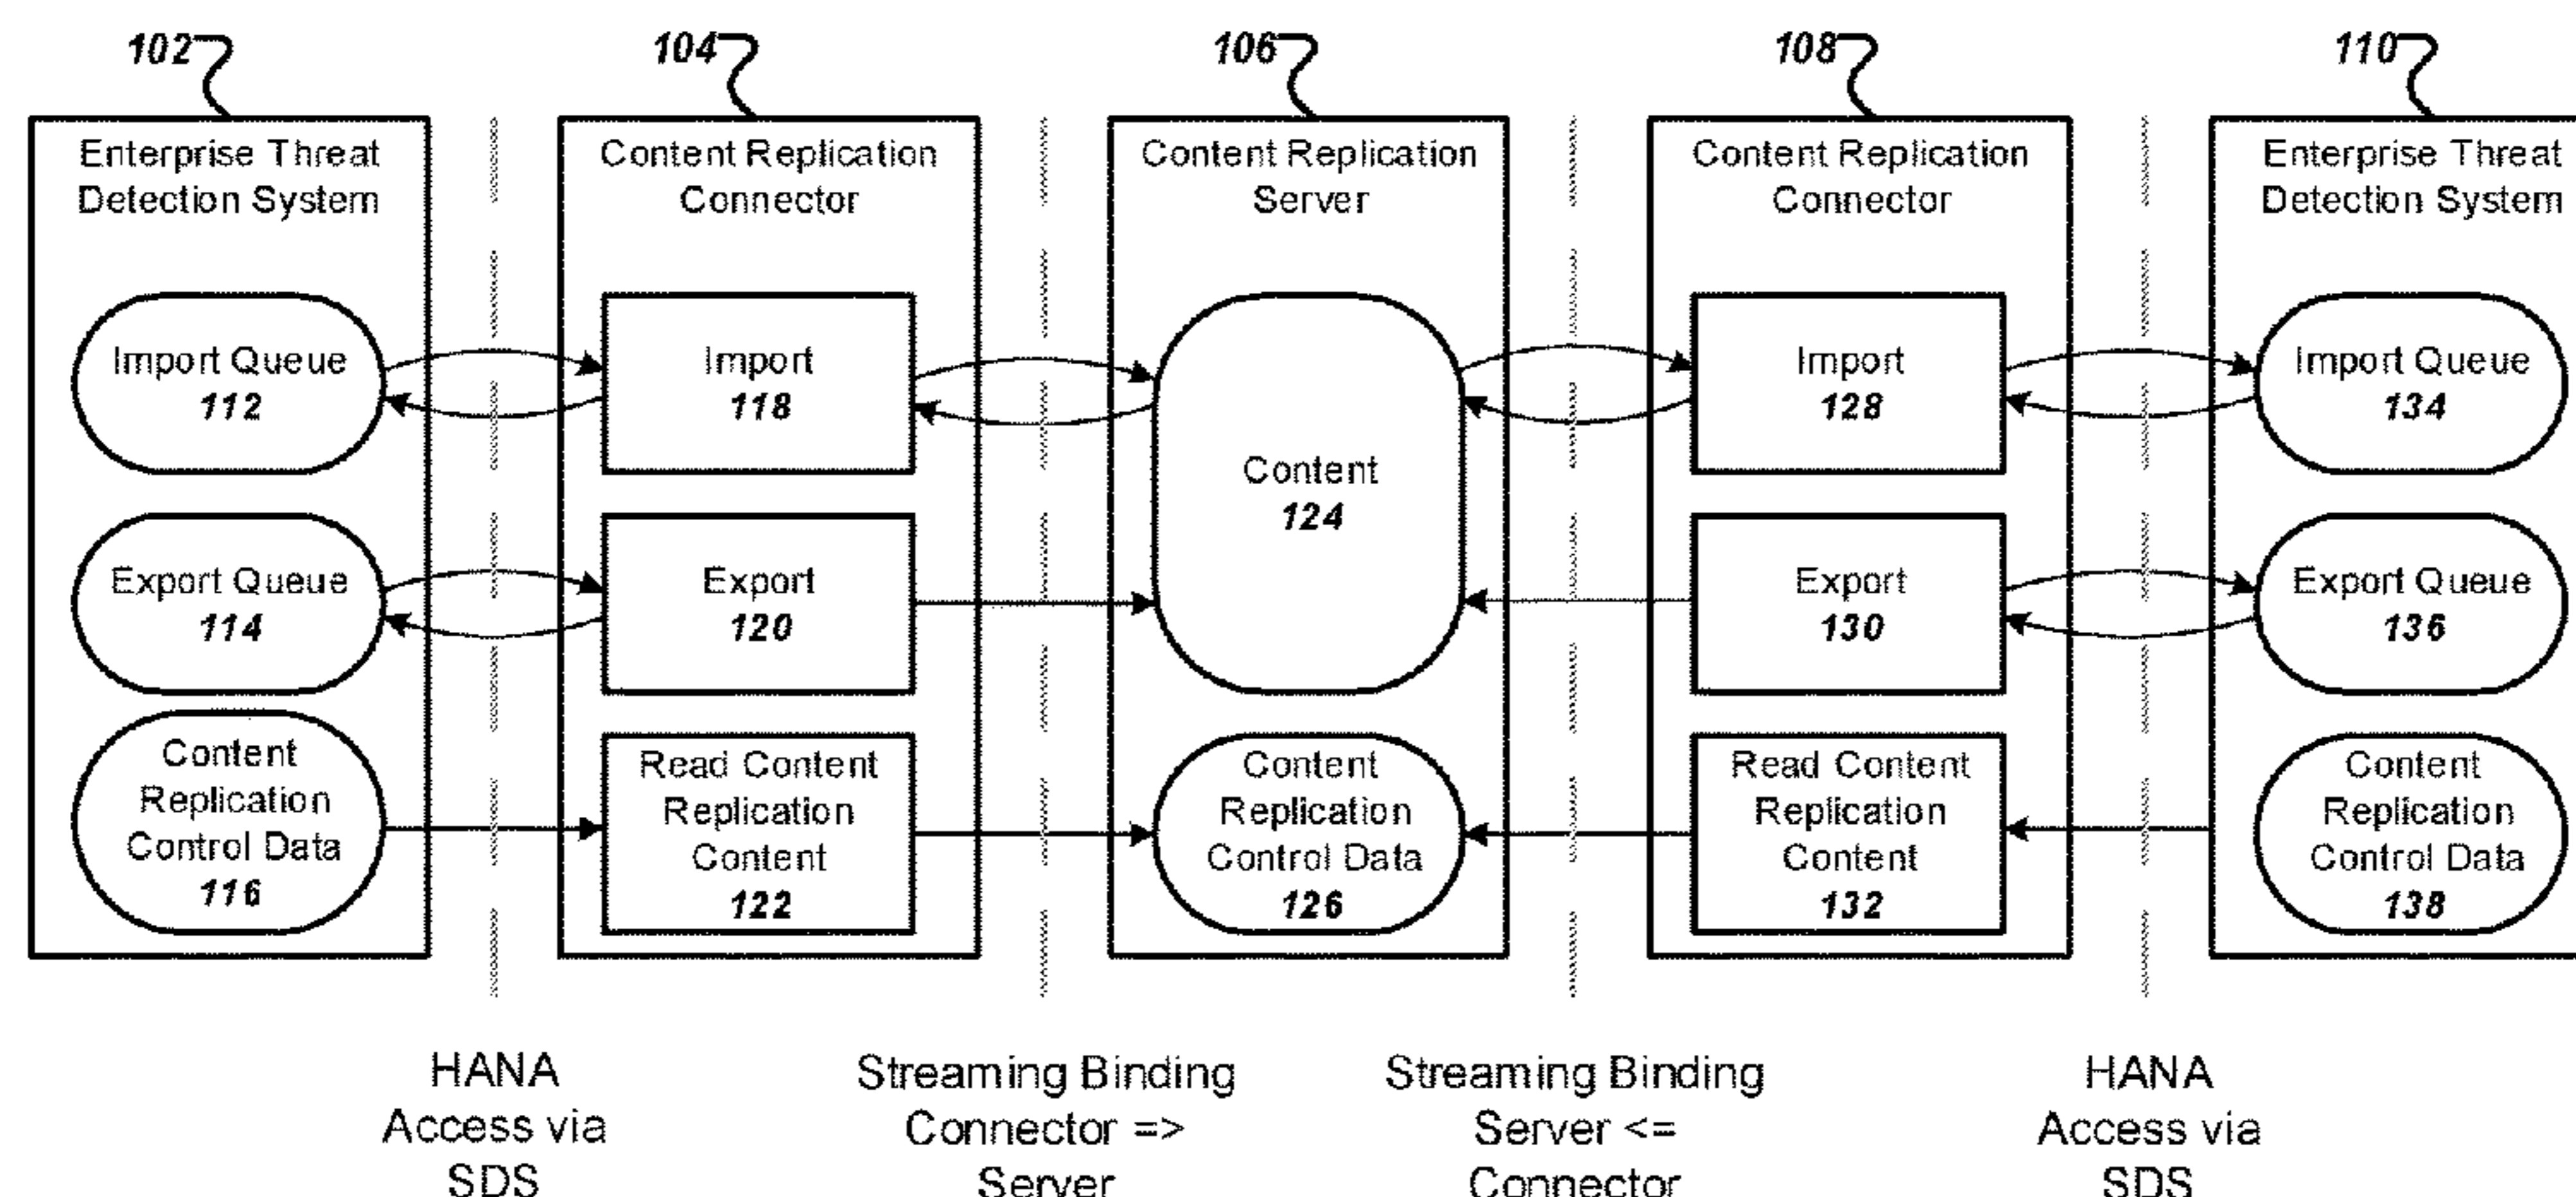 102
104
106
108
110
Enterprise Threat
Detection System
Content Replication
Connector
Content Replication
Server
Content Replication
Connector
Enterprise Threat
Detection System
Import Queue
112
Import
118
Content
124
Import
128
Import Queue
134
Export Queue
114
Export
120
Export
130
Export Queue
136
Content
Replication
Control Data
116
Read Content
Replication
Content
122
Content
Replication
Control Data
126
Read Content
Replication
Content
132
Content
Replication
Control Data
138
HANA
Access via
SDS
Streaming Binding
Connector =>
Server
Streaming Binding
Server <=
Connector
HANA
Access via
SDS